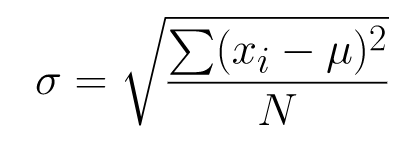 σ = √(∑(xᵢ − μ)² / N)